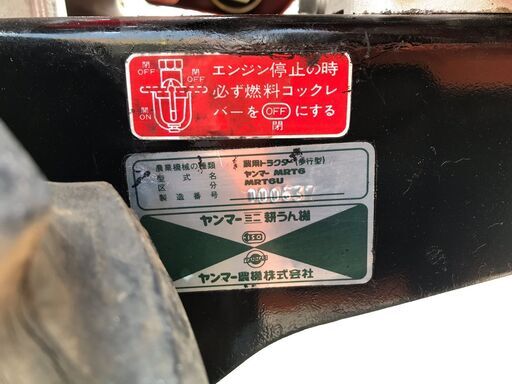 閉
OFF
閉
OFF
開
ON
エンジン停止の時
必ず燃料コックレ
バーをOFFにする
閉
農業機械の種類 農用トラクター(歩行型)
型式名 ヤンマー MRT6
区分 MRT6U
製造番号 000637
ヤンマーミニ耕うん機
ヤンマー農機株式会社